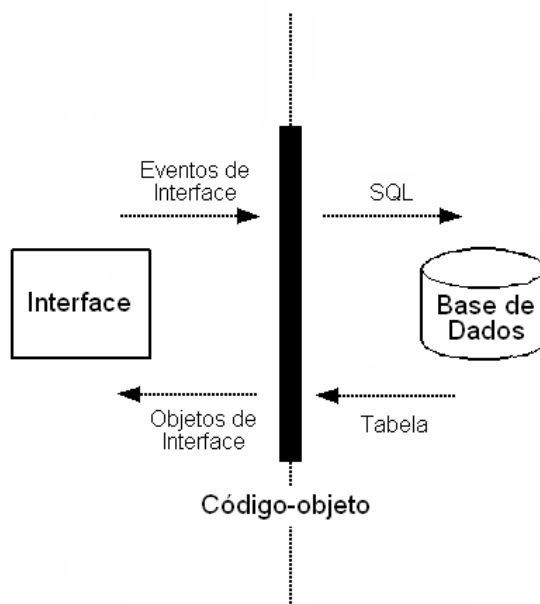 Eventos de
Interface
SQL
Interface
Base de
Dados
Objetos de
Interface
Tabela
Código-objeto